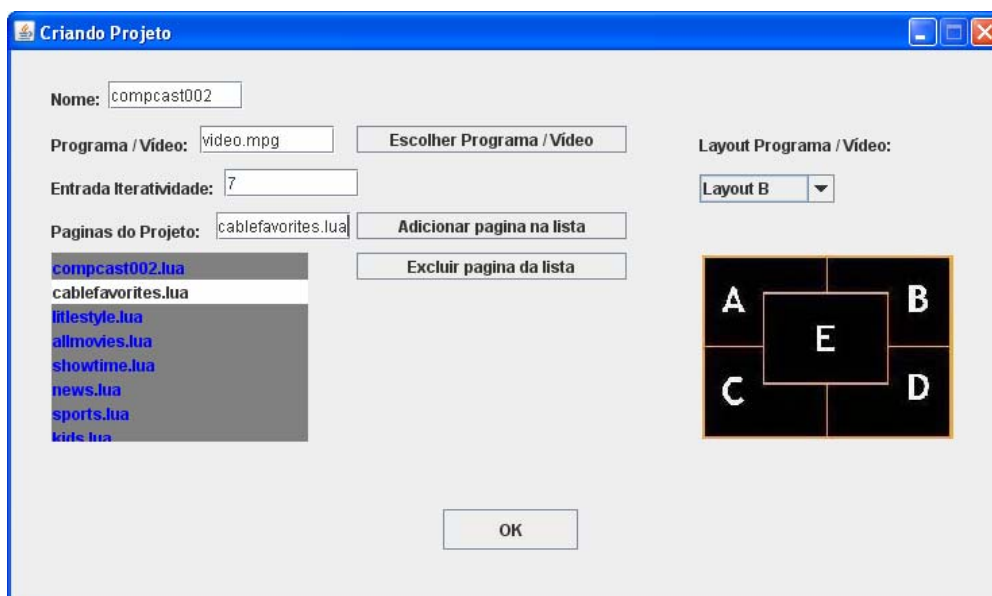 Criando Projeto
Nome: compcast002
Programa / Vídeo: video.mpg Escolher Programa / Vídeo
Layout Programa / Vídeo:
Entrada Iteratividade: 7
Layout B
Paginas do Projeto: cablefavorites.lua Adicionar pagina na lista
Excluir pagina da lista
compcast002.lua
cablefavorites.lua
litlestyle.lua
allmovies.lua
showtime.lua
news.lua
sports.lua
kids.lua
A B
E
C D
OK